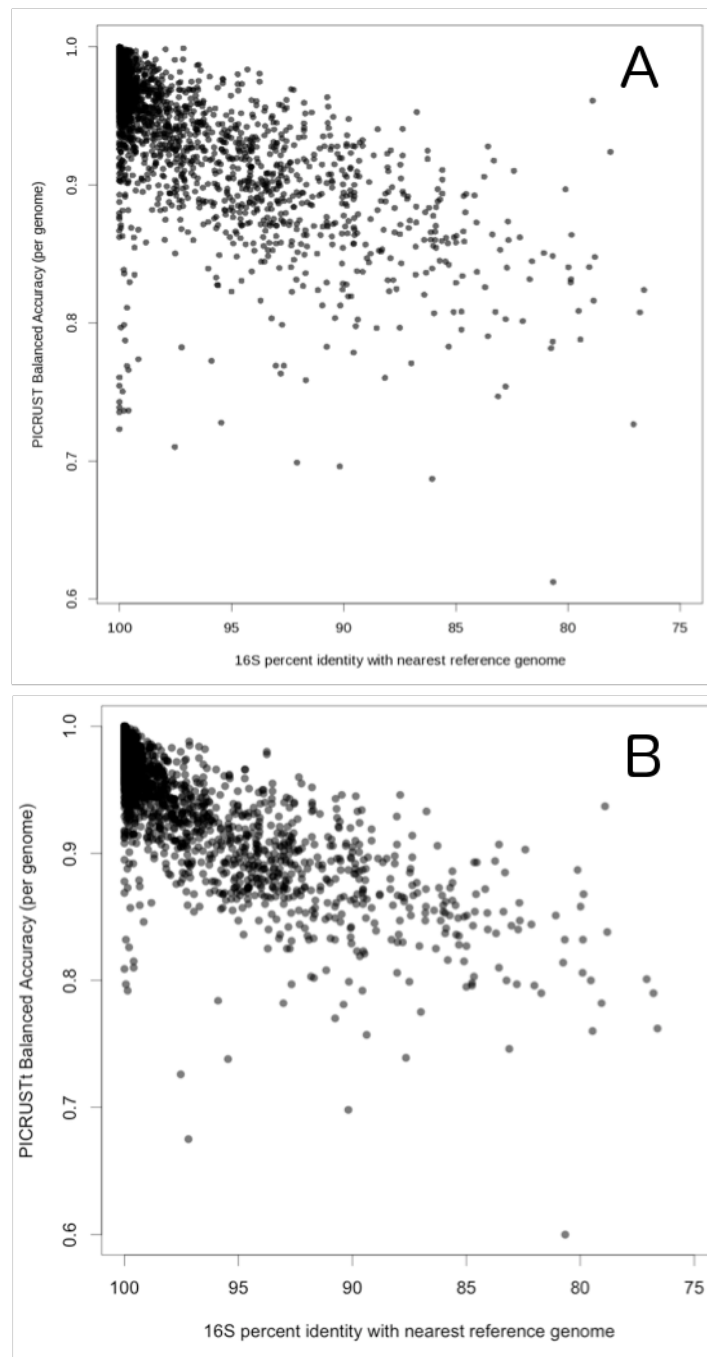 A
1.0
0.9
0.8
0.7
0.6
PICRUST Balanced Accuracy (per genome)
100 95 90 85 80 75
16S percent identity with nearest reference genome
B
1.0
0.9
0.8
0.7
0.6
PICRUSTt Balanced Accuracy (per genome)
100 95 90 85 80 75
16S percent identity with nearest reference genome